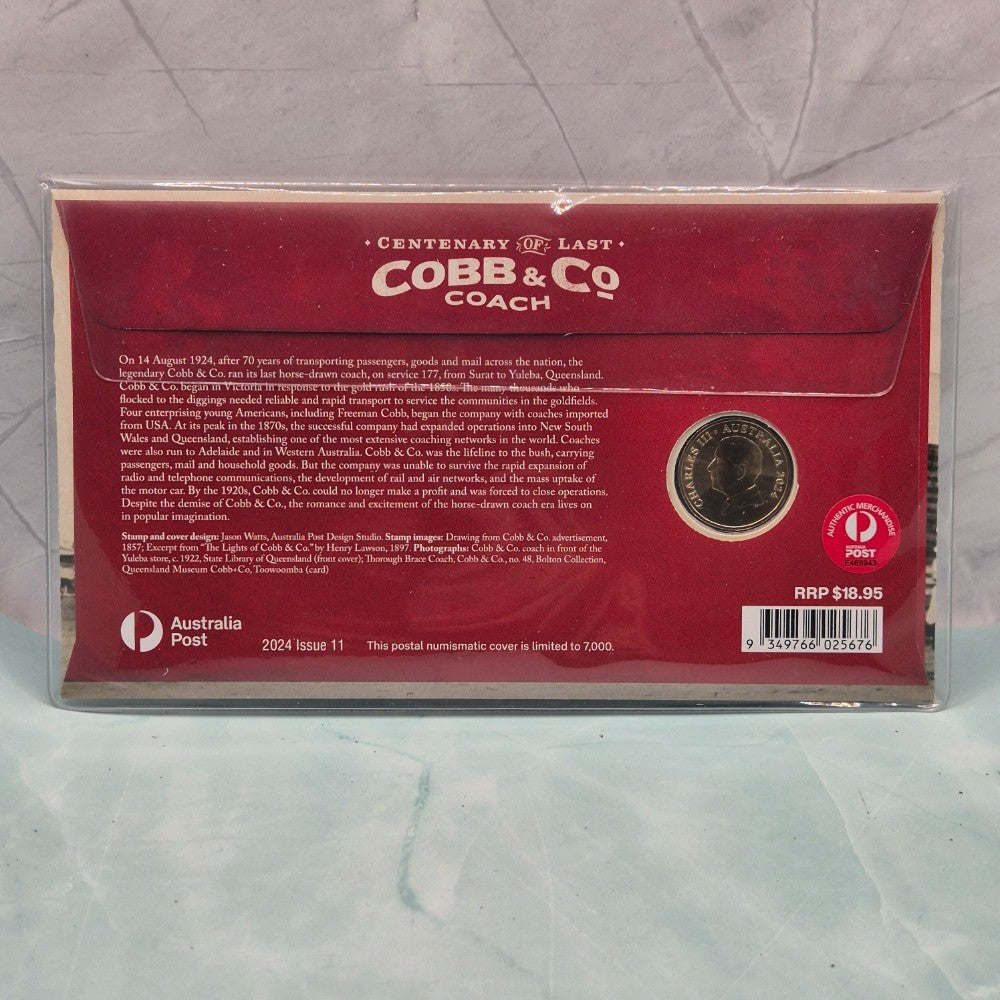 CENTENARY OF LAST
COBB & CO
COACH
On 14 August 1924, after 70 years of transporting passengers, goods and mail across the nation, the
legendary Cobb & Co. ran its last horse-drawn coach, on service 177, from Surat to Yuleba, Queensland.
Cobb & Co. began in Victoria in response to the gold rush of the 1850s. The many thousands who
flocked to the diggings needed reliable and rapid transport to service the communities in the goldfields.
Four enterprising young Americans, including Freeman Cobb, began the company with coaches imported
from USA. At its peak in the 1870s, the successful company had expanded operations into New South
Wales and Queensland, establishing one of the most extensive coaching networks in the world. Coaches
were also run to Adelaide and in Western Australia. Cobb & Co. was the lifeline to the bush, carrying
passengers, mail and household goods. But the company was unable to survive the rapid expansion of
radio and telephone communications, the development of rail and air networks, and the mass uptake of
the motor car. By the 1920s, Cobb & Co. could no longer make a profit and was forced to close operations.
Despite the demise of Cobb & Co., the romance and excitement of the horse-drawn coach era lives on
in popular imagination.
Stamp and cover design: Jason Watts, Australia Post Design Studio. Stamp images: Drawing from Cobb & Co. advertisement,
1857; Excerpt from "The Lights of Cobb & Co." by Henry Lawson, 1897. Photographs: Cobb & Co. coach in front of the
Yuleba store, c. 1922, State Library of Queensland (front cover); Thorough Brace Coach, Cobb & Co., no. 48, Bolton Collection,
Queensland Museum Cobb+Co, Toowoomba (card)
CHARLES III • AUSTRALIA 2024
AUTHENTIC MERCHANDISE
AUSTRALIA
POST
E469943
RRP $18.95
9 349766 025676
Australia
Post
2024 Issue 11
This postal numismatic cover is limited to 7,000.